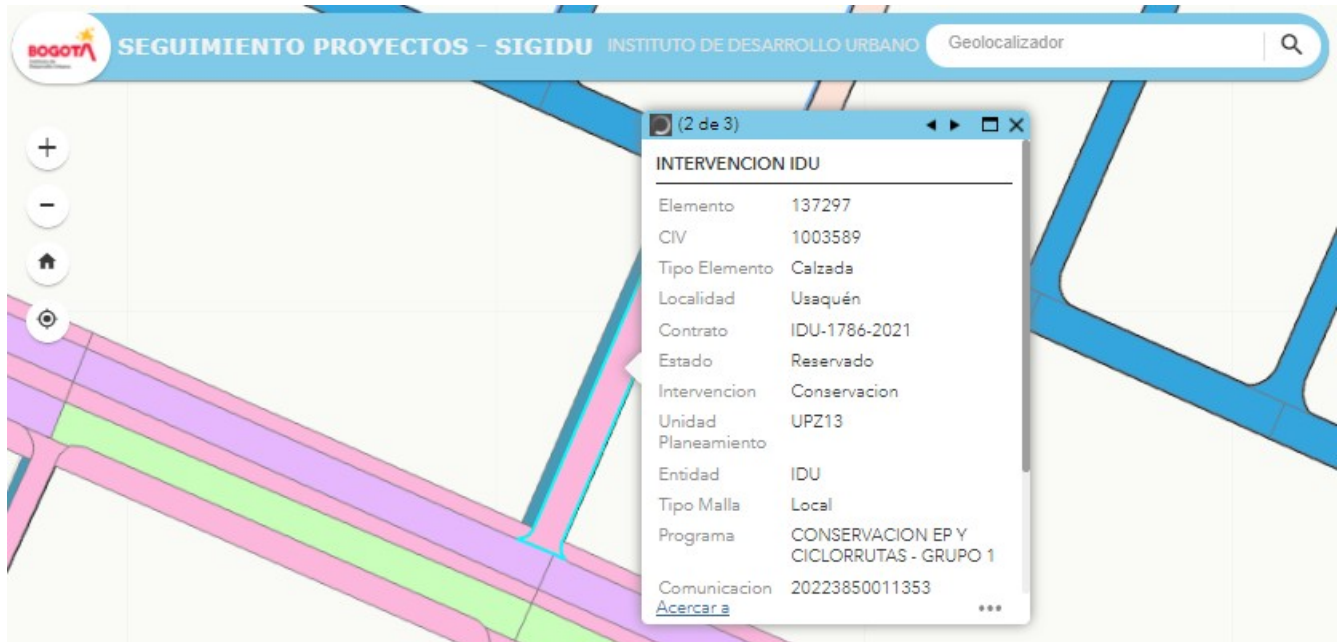 BOGOTÁ
SEGUIMIENTO PROYECTOS - SIGIDU INSTITUTO DE DESARROLLO URBANO
Geolocalizador
(2 de 3)
INTERVENCION IDU
Elemento 137297
CIV 1003589
Tipo Elemento Calzada
Localidad Usaquén
Contrato IDU-1786-2021
Estado Reservado
Intervencion Conservacion
Unidad UPZ13
Planeamiento
Entidad IDU
Tipo Malla Local
Programa CONSERVACION EP Y
CICLORRUTAS - GRUPO 1
Comunicacion 20223850011353
Acercar a